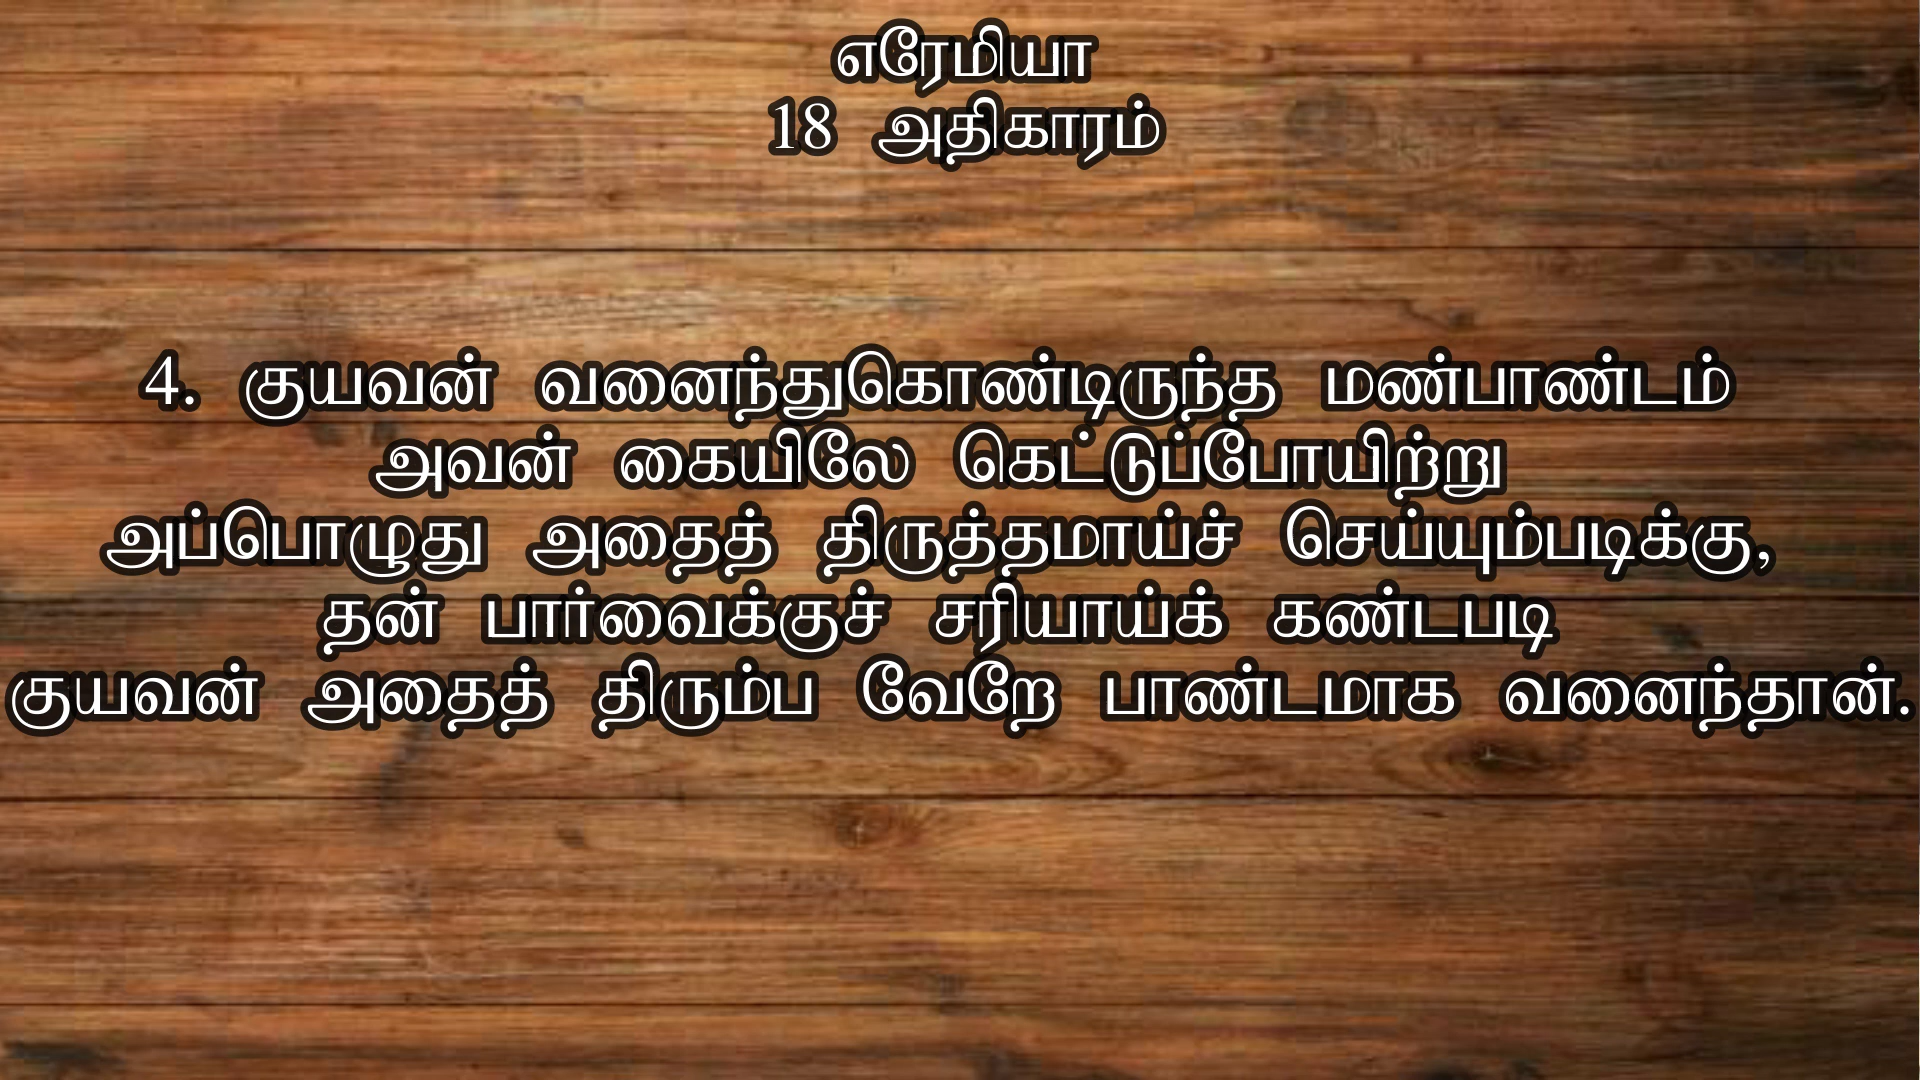 எரேமியா
18 அதிகாரம்
4. குயவன் வனைந்துகொண்டிருந்த மண்பாண்டம்
அவன் கையிலே கெட்டுப்போயிற்று
அப்பொழுது அதைத் திருத்தமாய்ச் செய்யும்படிக்கு,
தன் பார்வைக்குச் சரியாய்க் கண்டபடி
குயவன் அதைத் திரும்ப வேறே பாண்டமாக வனைந்தான்.